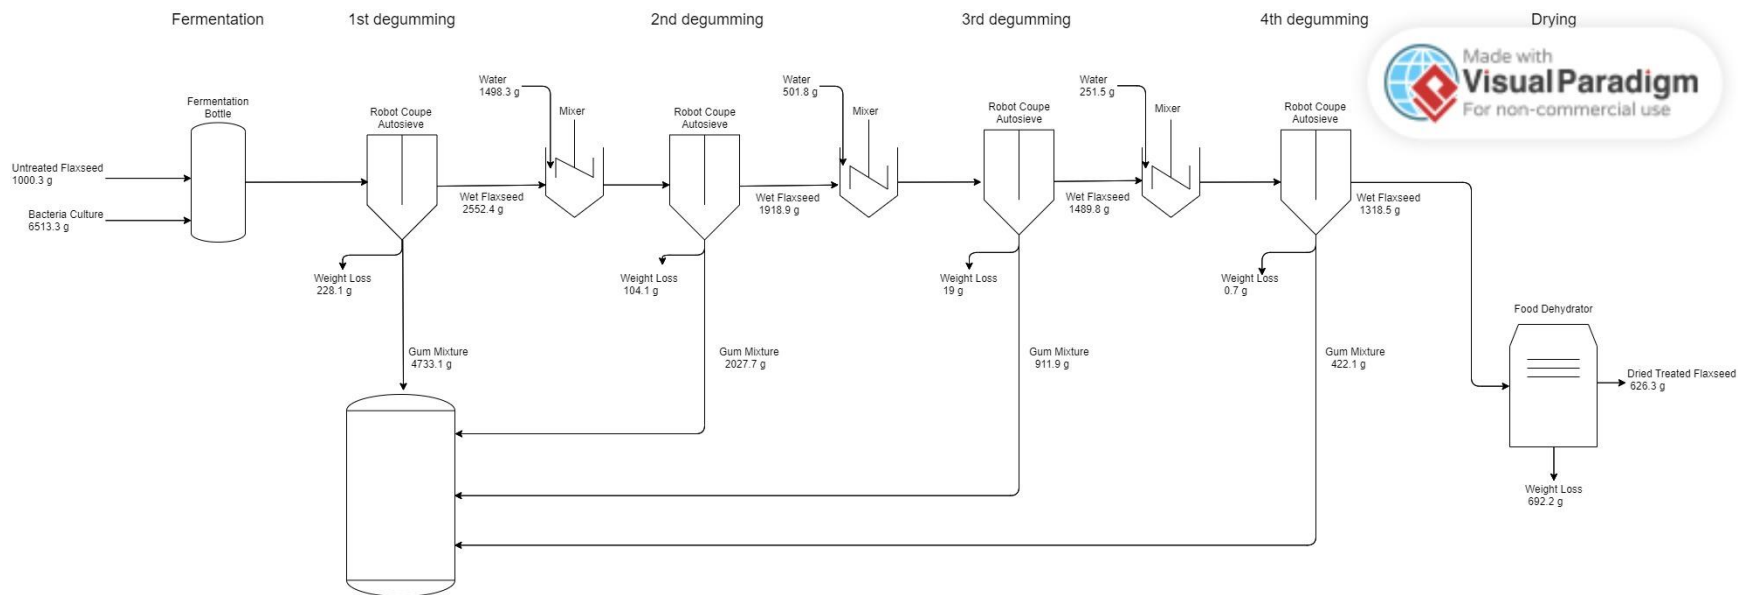 Fermentation
1st degumming
2nd degumming
3rd degumming
4th degumming
Drying
Made with
Visual Paradigm
For non-commercial use
Fermentation
Bottle
Untreated Flaxseed
1000.3 g
Bacteria Culture
6513.3 g
Robot Coupe
Autosieve
Wet Flaxseed
2552.4 g
Weight Loss
228.1 g
Gum Mixture
4733.1 g
Water
1498.3 g
Mixer
Robot Coupe
Autosieve
Wet Flaxseed
1918.9 g
Weight Loss
104.1 g
Gum Mixture
2027.7 g
Water
501.8 g
Mixer
Robot Coupe
Autosieve
Wet Flaxseed
1489.8 g
Weight Loss
19 g
Gum Mixture
911.9 g
Water
251.5 g
Mixer
Robot Coupe
Autosieve
Wet Flaxseed
1318.5 g
Weight Loss
0.7 g
Gum Mixture
422.1 g
Food Dehydrator
Dried Treated Flaxseed
626.3 g
Weight Loss
692.2 g